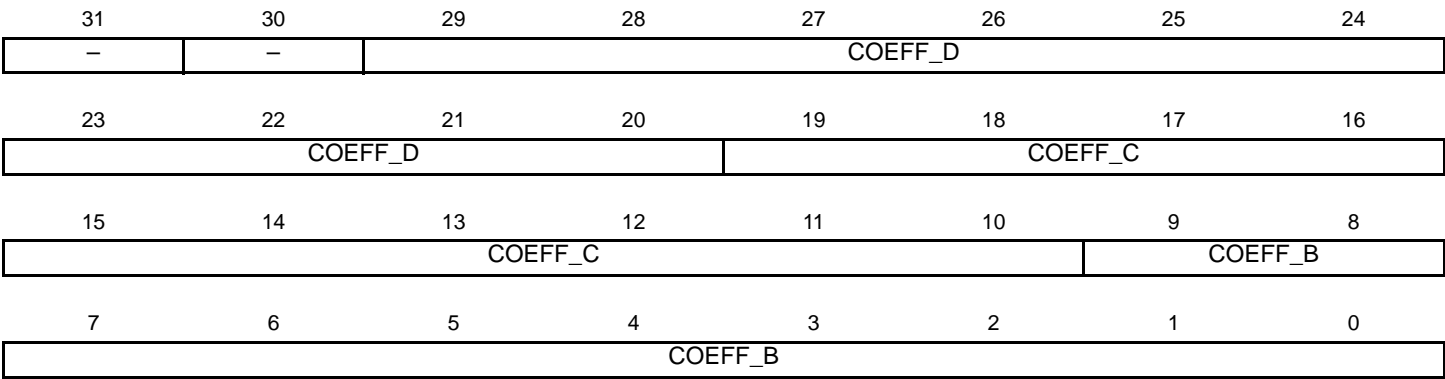 31 30 29 28 27 26 25 24
– – COEFF_D
23 22 21 20 19 18 17 16
COEFF_D COEFF_C
15 14 13 12 11 10 9 8
COEFF_C COEFF_B
7 6 5 4 3 2 1 0
COEFF_B